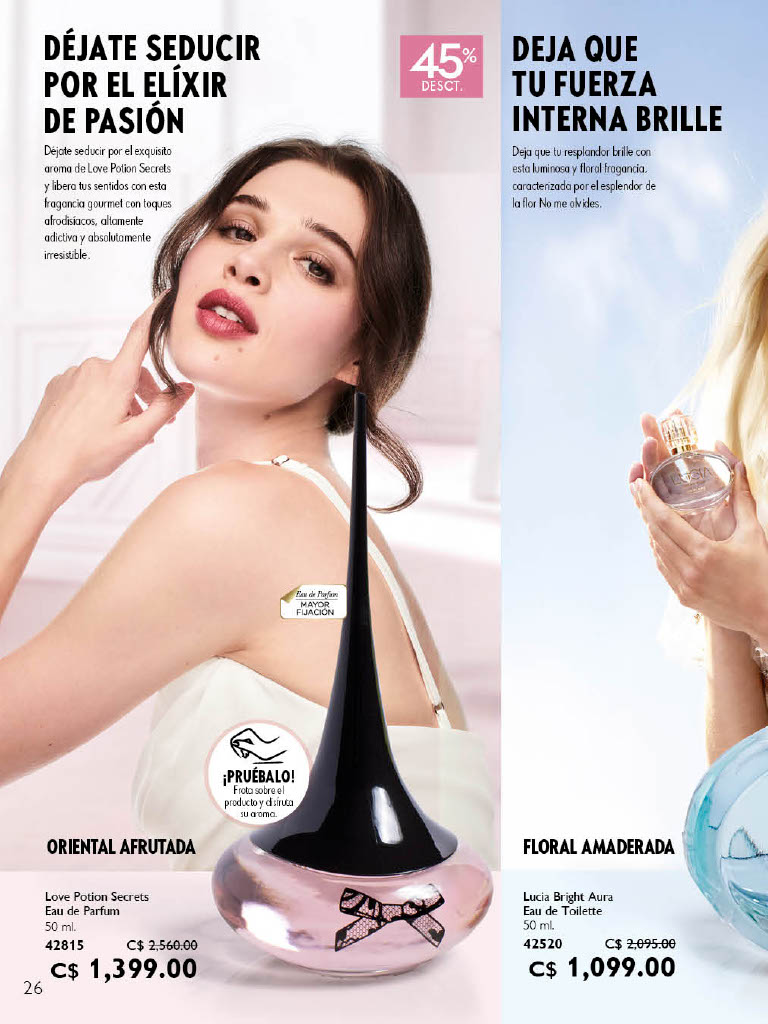 DÉJATE SEDUCIR
POR EL ELÍXIR
DE PASIÓN
Déjate seducir por el exquisito
aroma de Love Potion Secrets
y libera tus sentidos con esta
fragancia gourmet con toques
afrodisíacos, altamente
adictiva y absolutamente
irresistible.
45%
DESCT.
Eau de Parfum
MAYOR
FIJACIÓN
¡PRUÉBALO!
Frota sobre el
producto y disfruta
su aroma.
ORIENTAL AFRUTADA
Love Potion Secrets
Eau de Parfum
50 ml.
42815 C$ 2,560.00
C$ 1,399.00
26
DEJA QUE
TU FUERZA
INTERNA BRILLE
Deja que tu resplandor brille con
esta luminosa y floral fragancia,
caracterizada por el esplendor de
la flor No me olvides.
FLORAL AMADERADA
Lucia Bright Aura
Eau de Toilette
50 ml.
42520 C$ 2,095.00
C$ 1,099.00